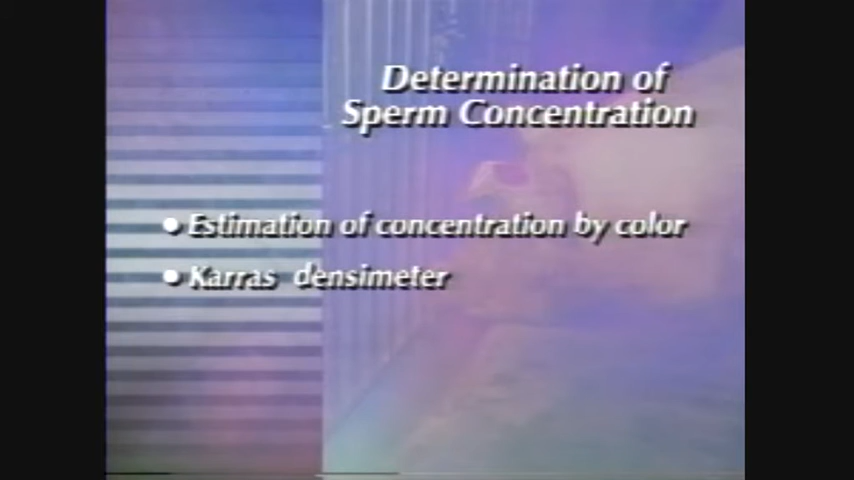 Determination of
Sperm Concentration
• Estimation of concentration by color
• Karras densimeter